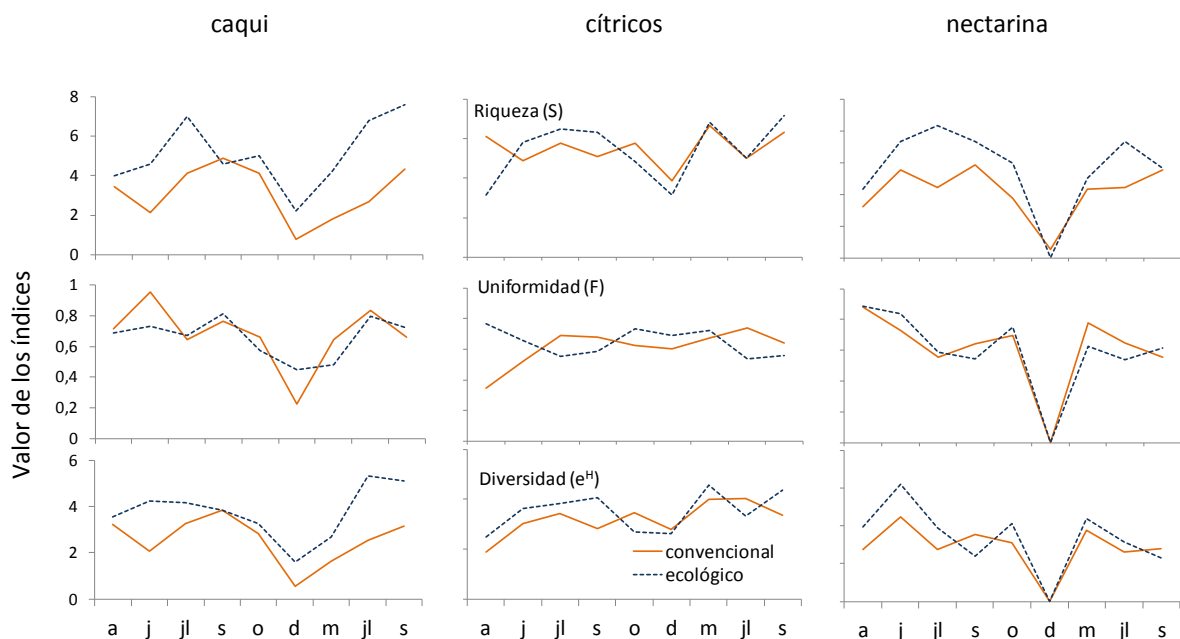 caqui cítricos nectarina
Valor de los índices
8
6
4
2
0
Riqueza (S)
1
0,8
0,6
0,4
0,2
0
Uniformidad (F)
6
4
2
0
Diversidad (eᴴ)
convencional
ecológico
a j jl s o d m jl s
a j jl s o d m jl s
a j jl s o d m jl s